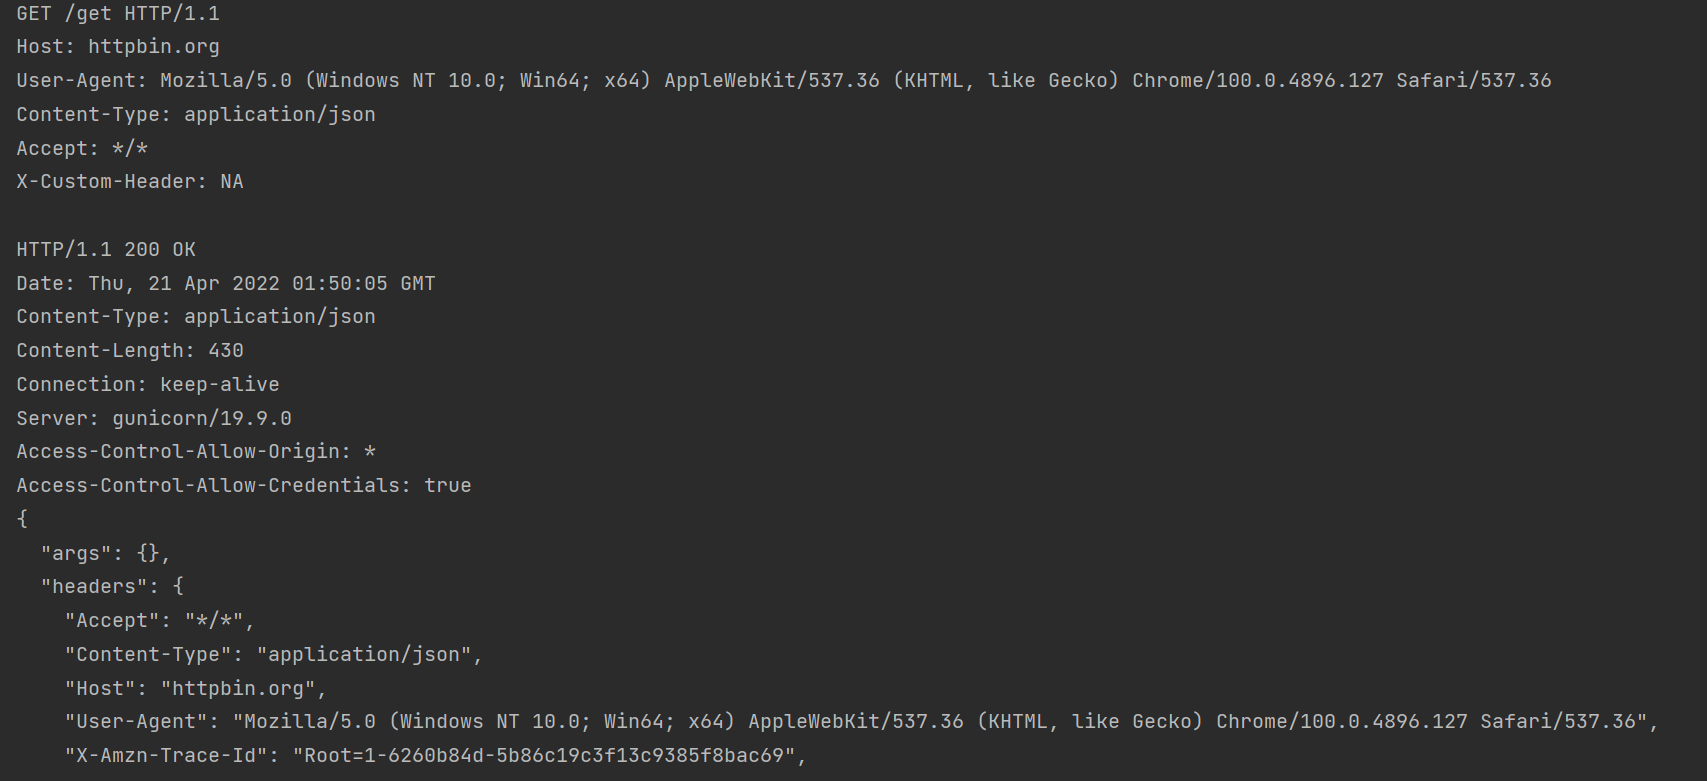 GET /get HTTP/1.1
Host: httpbin.org
User-Agent: Mozilla/5.0 (Windows NT 10.0; Win64; x64) AppleWebKit/537.36 (KHTML, like Gecko) Chrome/100.0.4896.127 Safari/537.36
Content-Type: application/json
Accept: */*
X-Custom-Header: NA

HTTP/1.1 200 OK
Date: Thu, 21 Apr 2022 01:50:05 GMT
Content-Type: application/json
Content-Length: 430
Connection: keep-alive
Server: gunicorn/19.9.0
Access-Control-Allow-Origin: *
Access-Control-Allow-Credentials: true
{
  "args": {},
  "headers": {
    "Accept": "*/*",
    "Content-Type": "application/json",
    "Host": "httpbin.org",
    "User-Agent": "Mozilla/5.0 (Windows NT 10.0; Win64; x64) AppleWebKit/537.36 (KHTML, like Gecko) Chrome/100.0.4896.127 Safari/537.36",
    "X-Amzn-Trace-Id": "Root=1-6260b84d-5b86c19c3f13c9385f8bac69",